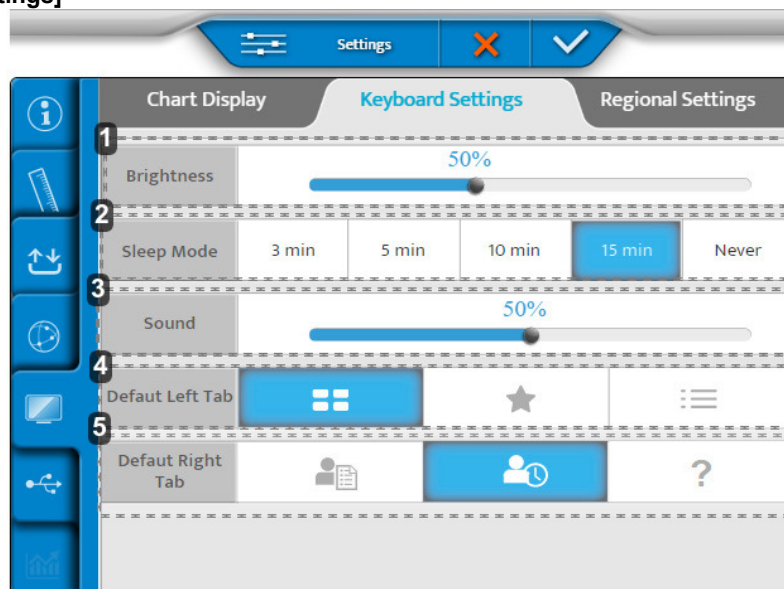 tings]
Settings
Chart Display Keyboard Settings Regional Settings
1
Brightness 50%
2
Sleep Mode 3 min 5 min 10 min 15 min Never
3
Sound 50%
4
Defaut Left Tab
5
Defaut Right
Tab ?